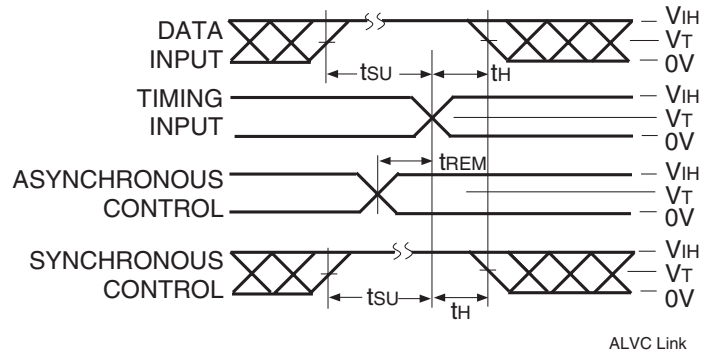 DATA
INPUT
tSU
tH
VIH
VT
0V
TIMING
INPUT
VIH
VT
0V
tREM
ASYNCHRONOUS
CONTROL
VIH
VT
0V
SYNCHRONOUS
CONTROL
tSU
tH
VIH
VT
0V
ALVC Link